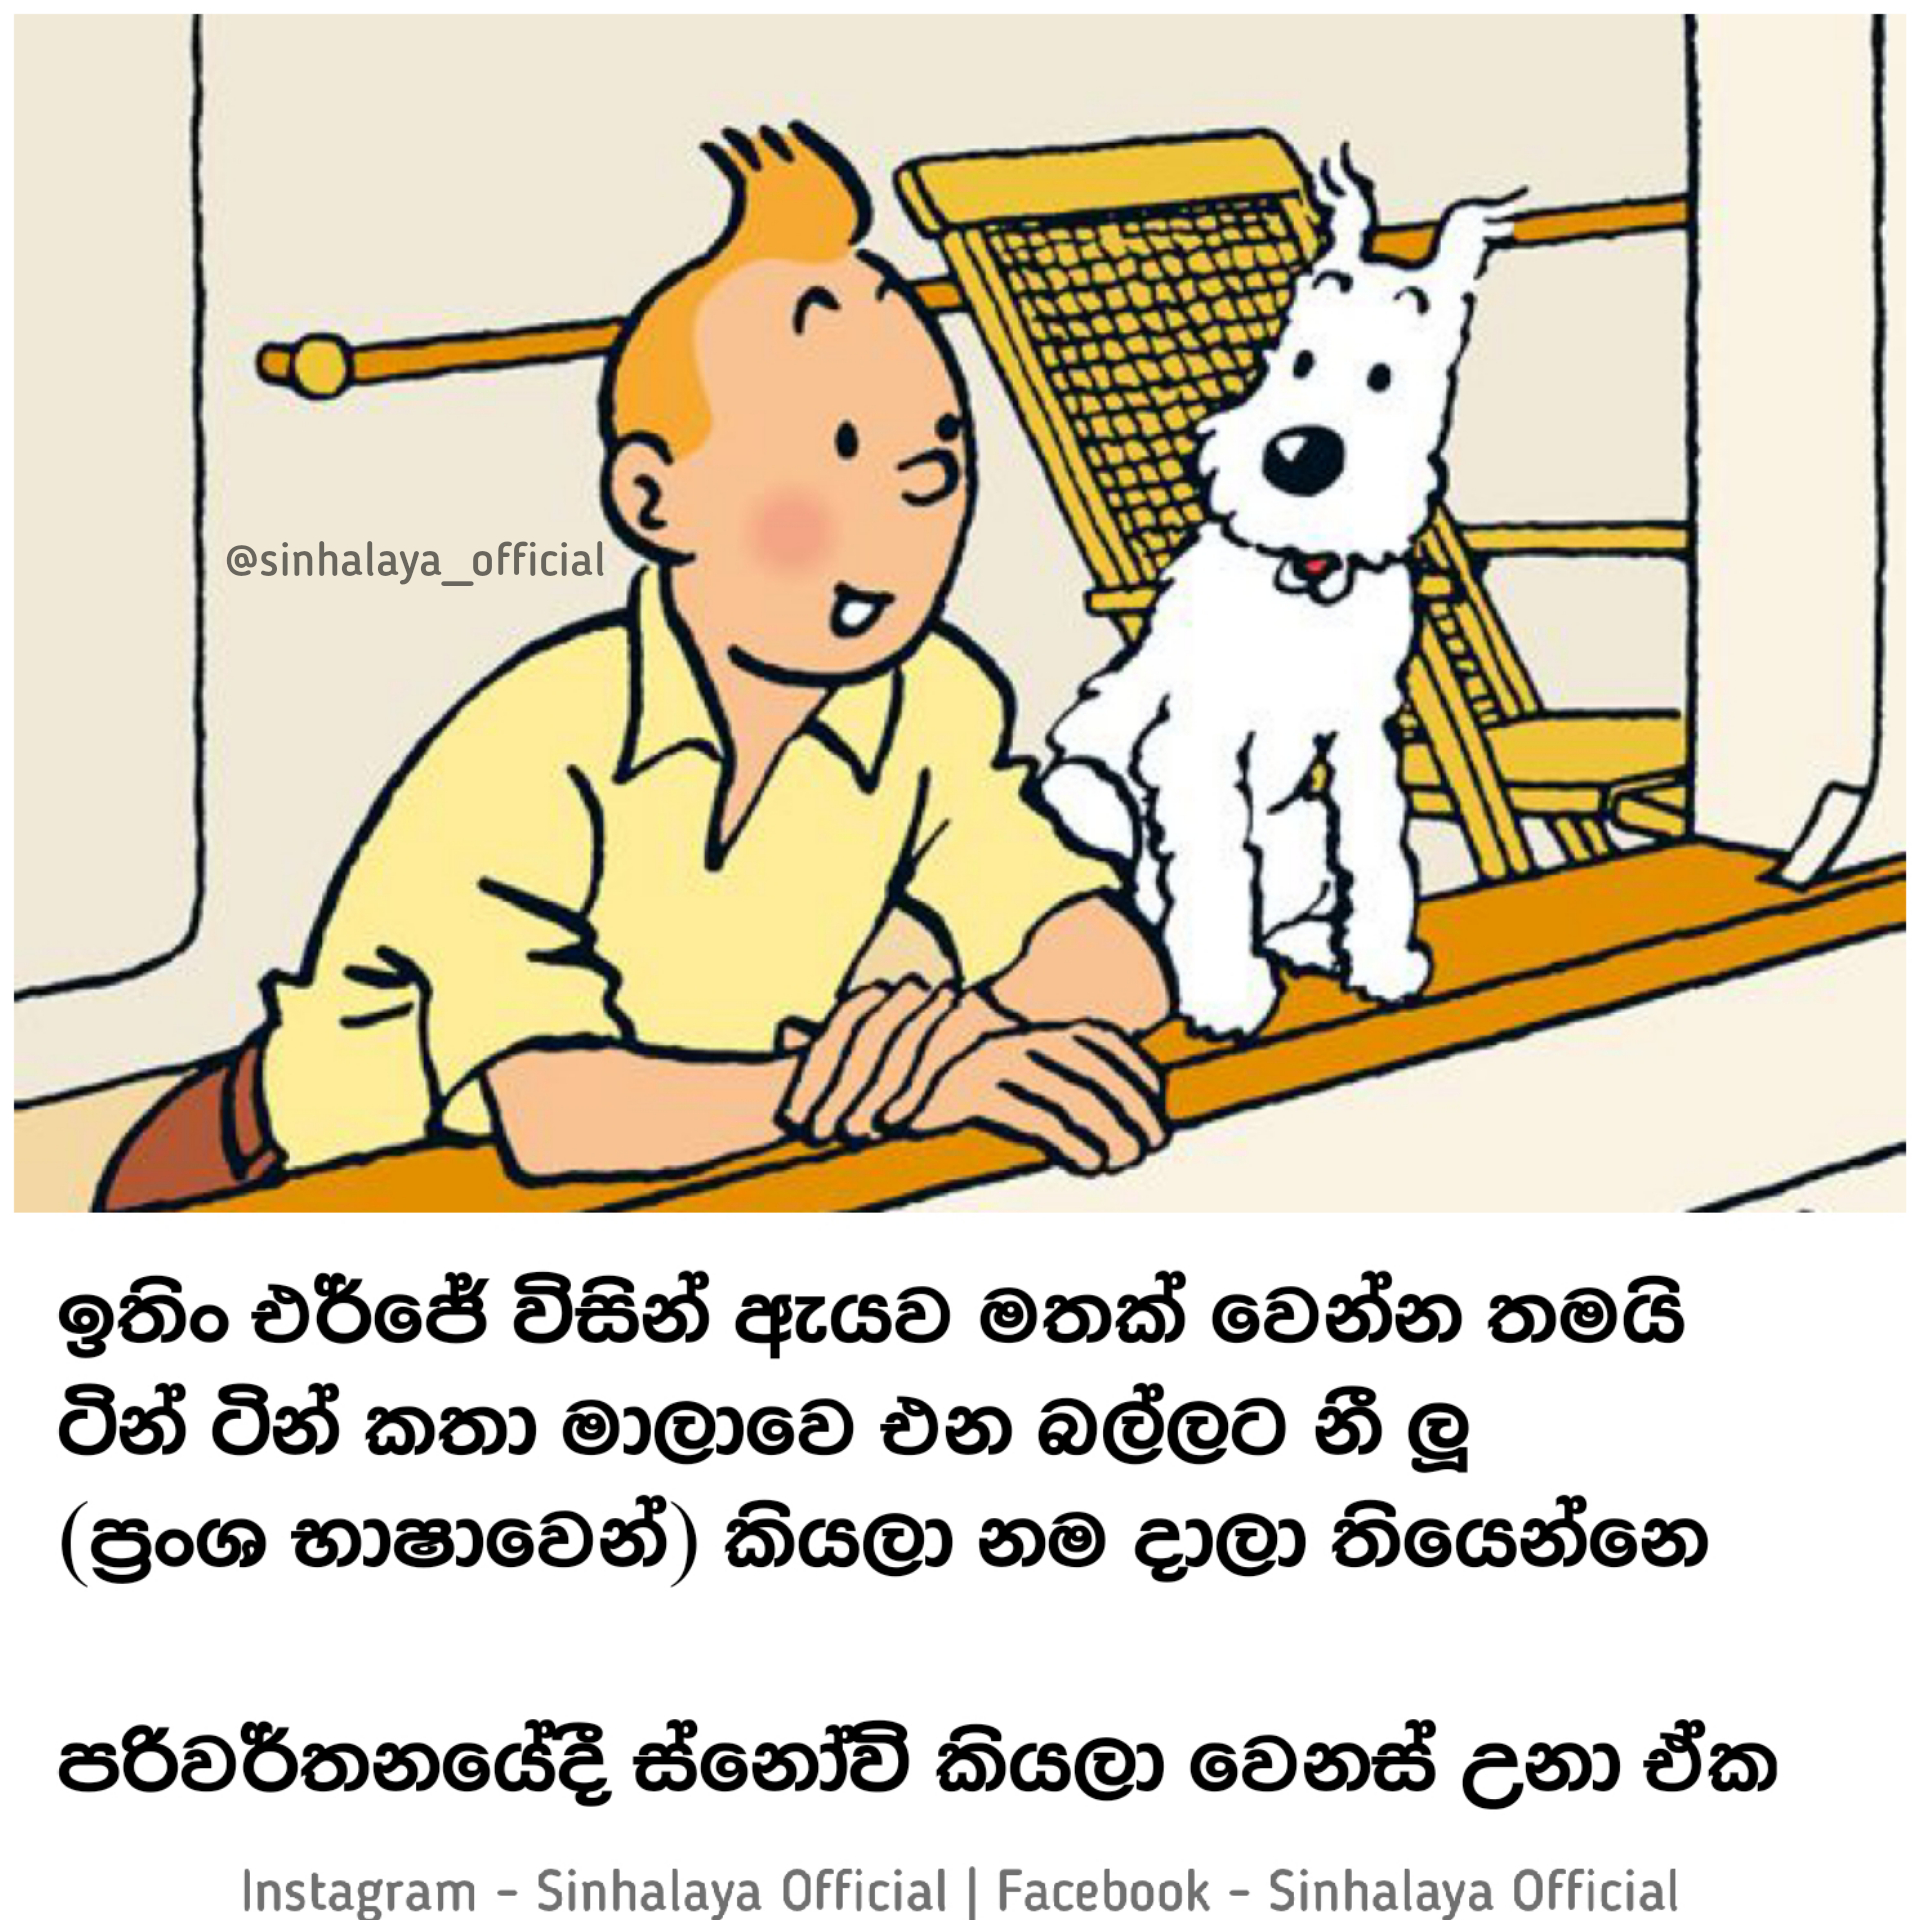 @sinhalaya_official
ඉතිං එර්ජේ විසින් ඇයව මතක් වෙන්න තමයි
ටින් ටින් කතා මාලාවෙ එන බල්ලට නී ලූ
(ප්‍රංශ භාෂාවෙන්) කියලා නම දාලා තියෙන්නෙ
පරිවර්තනයේදී ස්නෝවි කියලා වෙනස් උනා ඒක
Instagram - Sinhalaya Official | Facebook - Sinhalaya Official